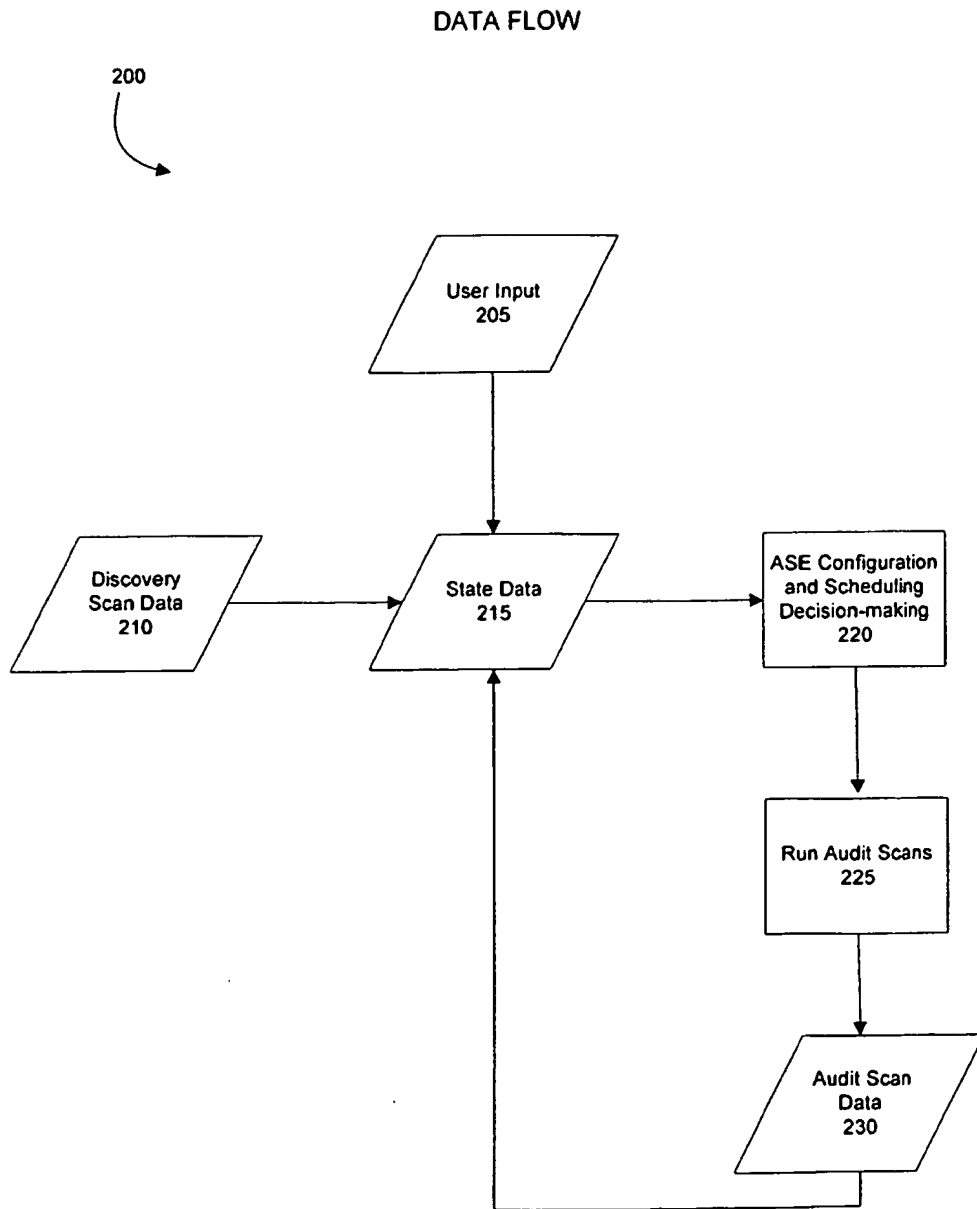 DATA FLOW
200
User Input
205
Discovery
Scan Data
210
State Data
215
ASE Configuration
and Scheduling
Decision-making
220
Run Audit Scans
225
Audit Scan
Data
230